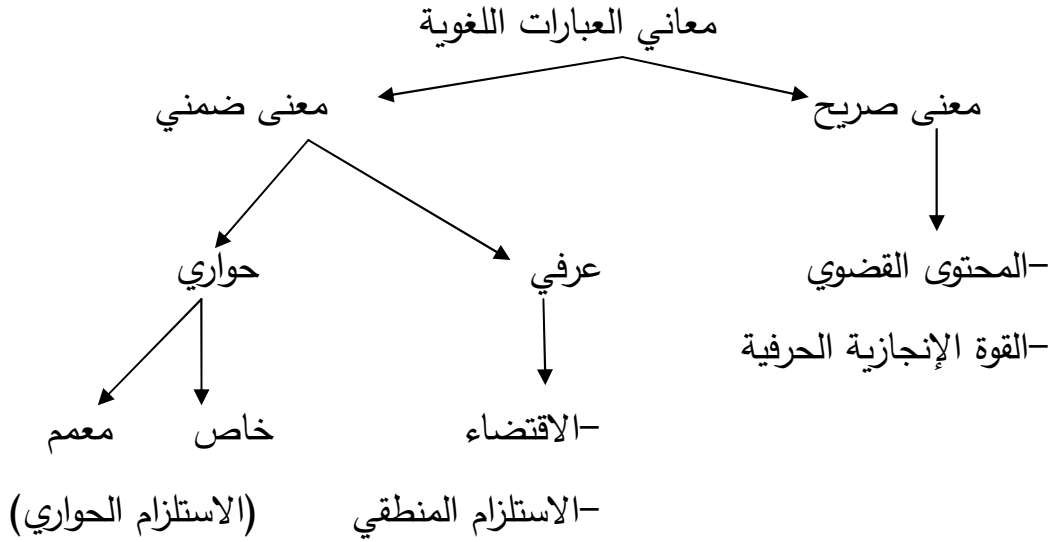 معاني العبارات اللغوية
معنى صريح معنى ضمني
عرفي حواري
-المحتوى القضوي
-القوة الإنجازية الحرفية
-الاقتضاء خاص معمم
-الاستلزام المنطقي (الاستلزام الحواري)